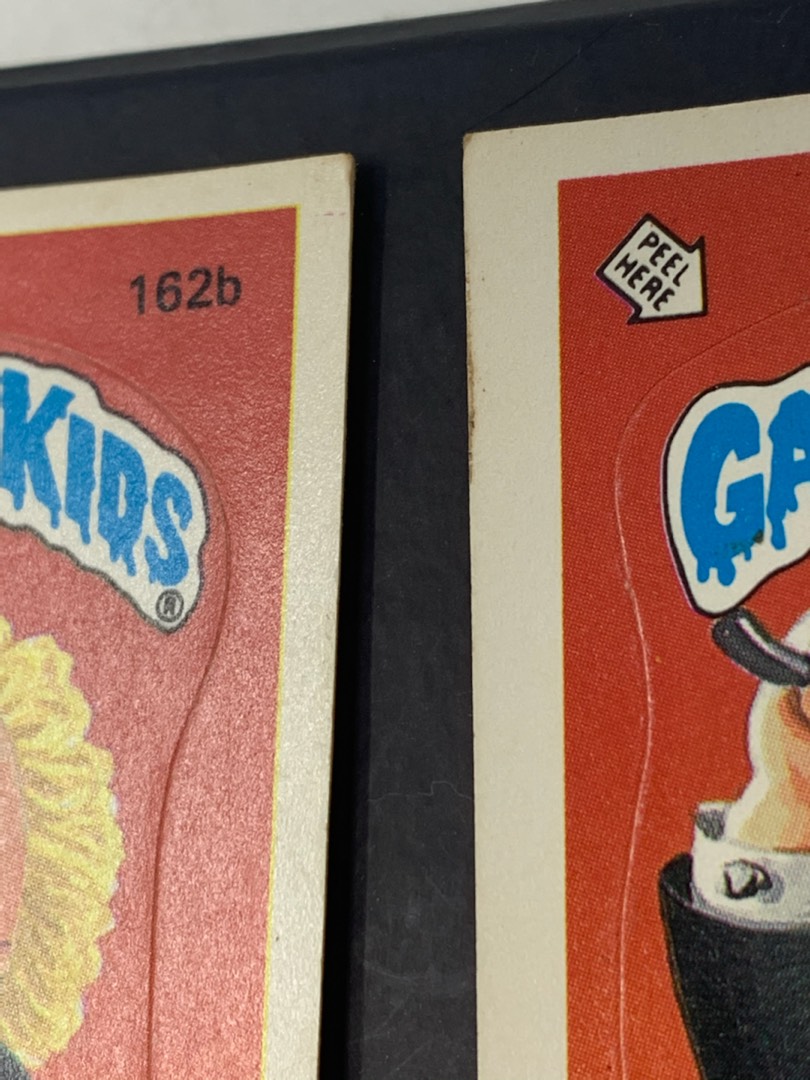 162b
KIDS
®
PEEL
HERE
GA